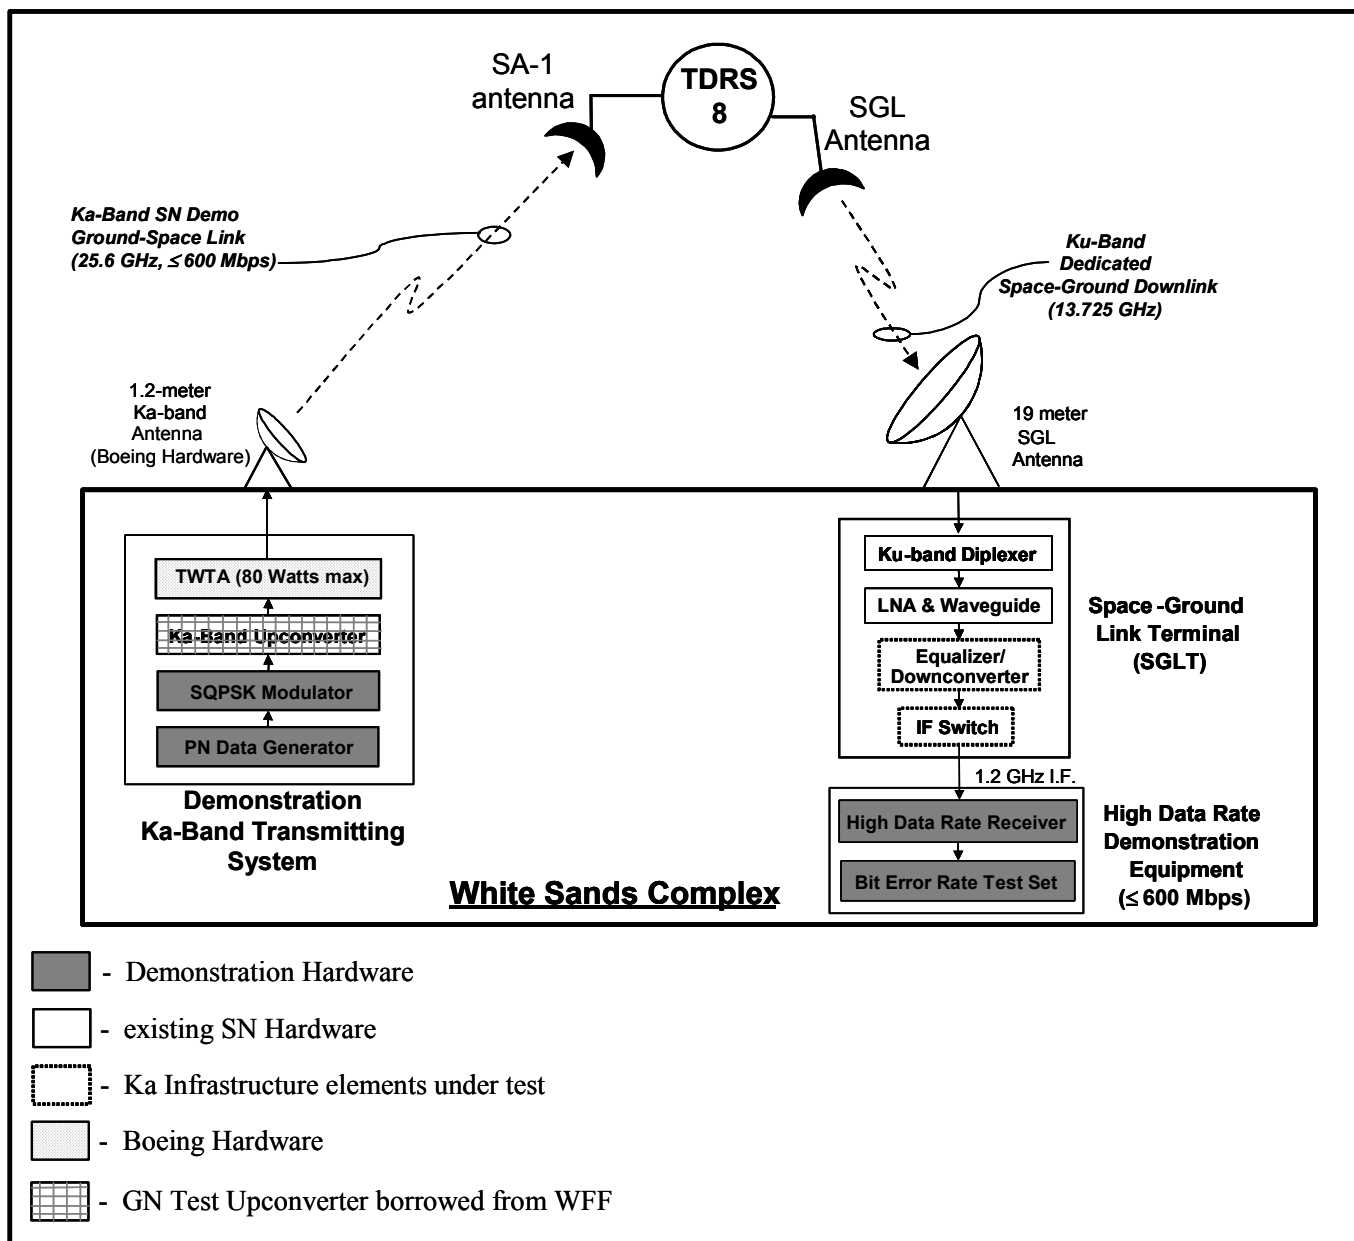 SA-1
antenna
TDRS
8
SGL
Antenna
Ka-Band SN Demo
Ground-Space Link
(25.6 GHz, ≤ 600 Mbps)
Ku-Band
Dedicated
Space-Ground Downlink
(13.725 GHz)
1.2-meter
Ka-band
Antenna
(Boeing Hardware)
19 meter
SGL
Antenna
TWTA (80 Watts max)
Ka-Band Upconverter
SQPSK Modulator
PN Data Generator
Demonstration
Ka-Band Transmitting
System
Ku-band Diplexer
LNA & Waveguide
Equalizer/
Downconverter
IF Switch
Space -Ground
Link Terminal
(SGLT)
1.2 GHz I.F.
High Data Rate Receiver
Bit Error Rate Test Set
High Data Rate
Demonstration
Equipment
(≤ 600 Mbps)
White Sands Complex
- Demonstration Hardware
- existing SN Hardware
- Ka Infrastructure elements under test
- Boeing Hardware
- GN Test Upconverter borrowed from WFF